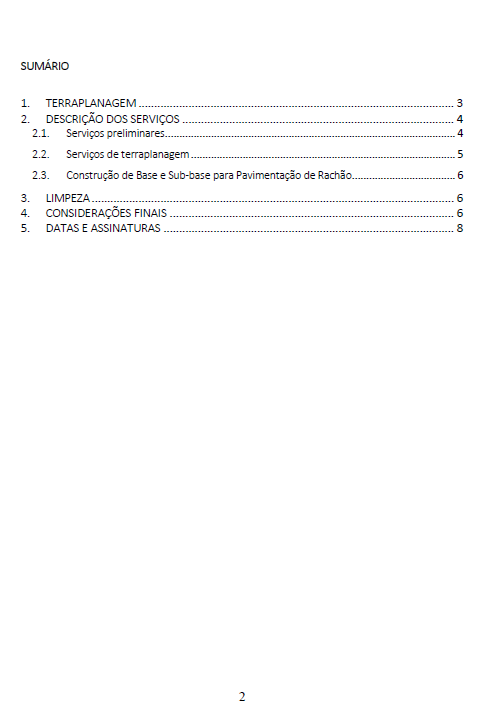 SUMÁRIO
1. TERRAPLANAGEM ........................................................................................................ 3
2. DESCRIÇÃO DOS SERVIÇOS ......................................................................................... 4
2.1. Serviços preliminares.................................................................................................. 4
2.2. Serviços de terraplanagem ......................................................................................... 5
2.3. Construção de Base e Sub-base para Pavimentação de Rachão................................... 6
3. LIMPEZA ...................................................................................................................... 6
4. CONSIDERAÇÕES FINAIS ............................................................................................. 6
5. DATAS E ASSINATURAS ............................................................................................... 8
2